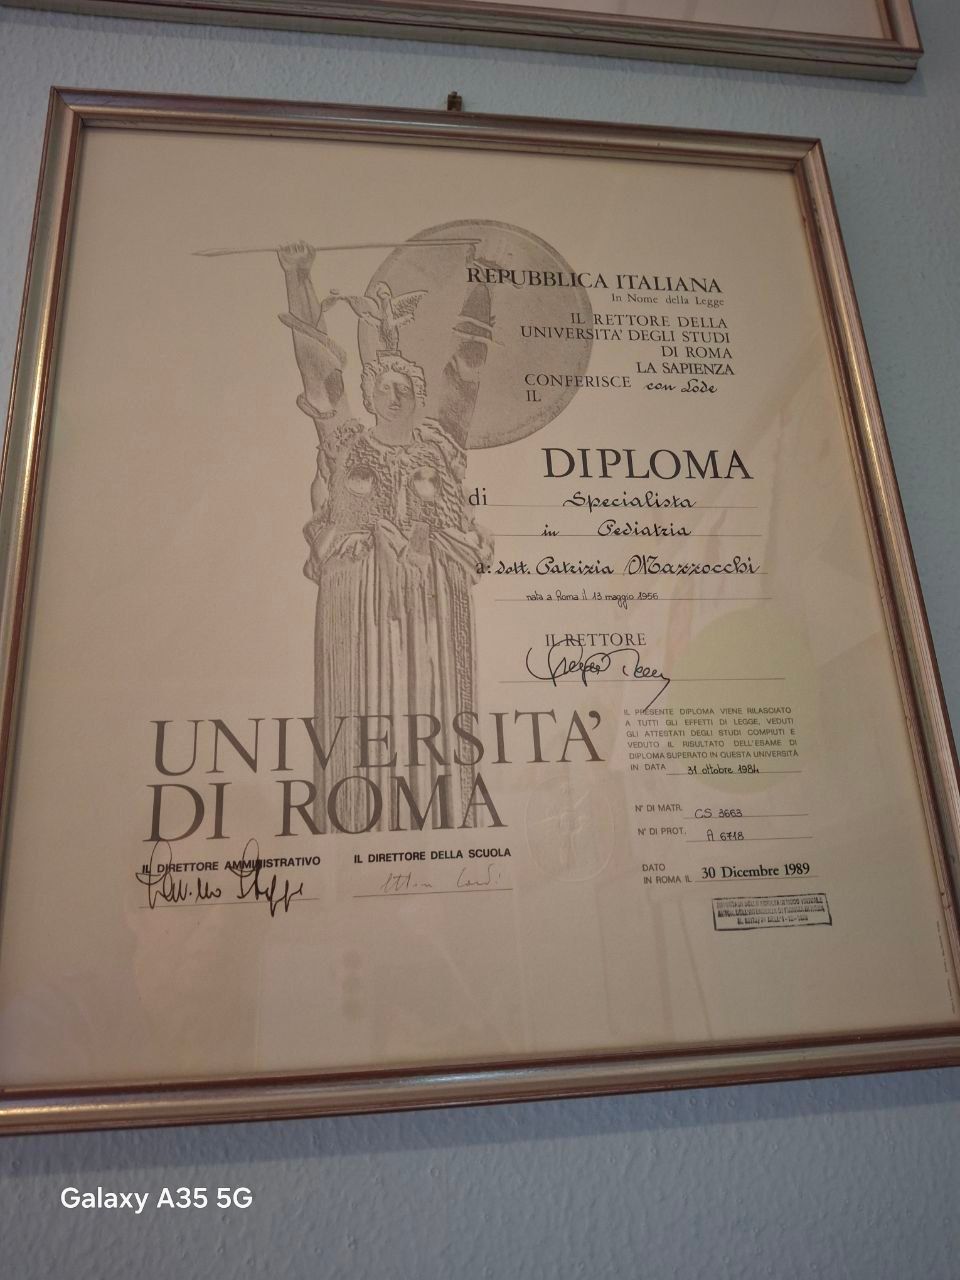 REPUBBLICA ITALIANA
In Nome della Legge
IL RETTORE DELLA
UNIVERSITA' DEGLI STUDI
DI ROMA
LA SAPIENZA
CONFERISCE con Lode
IL
DIPLOMA
di Specialista
in Pediatria
a: dott. Patrizia Mazzocchi
nata a Roma il 13 maggio 1956
IL RETTORE
UNIVERSITA'
DI ROMA
IL PRESENTE DIPLOMA VIENE RILASCIATO
A TUTTI GLI EFFETTI DI LEGGE, VEDUTI
GLI ATTESTATI DEGLI STUDI COMPIUTI E
VEDUTO IL RISULTATO DELL'ESAME DI
DIPLOMA SUPERATO IN QUESTA UNIVERSITÀ
IN DATA 31 ottobre 1984
N° DI MATR. CS 3663
N° DI PROT. A 6718
DATO
IN ROMA IL 30 Dicembre 1989
IL DIRETTORE AMMINISTRATIVO
IL DIRETTORE DELLA SCUOLA
Galaxy A35 5G